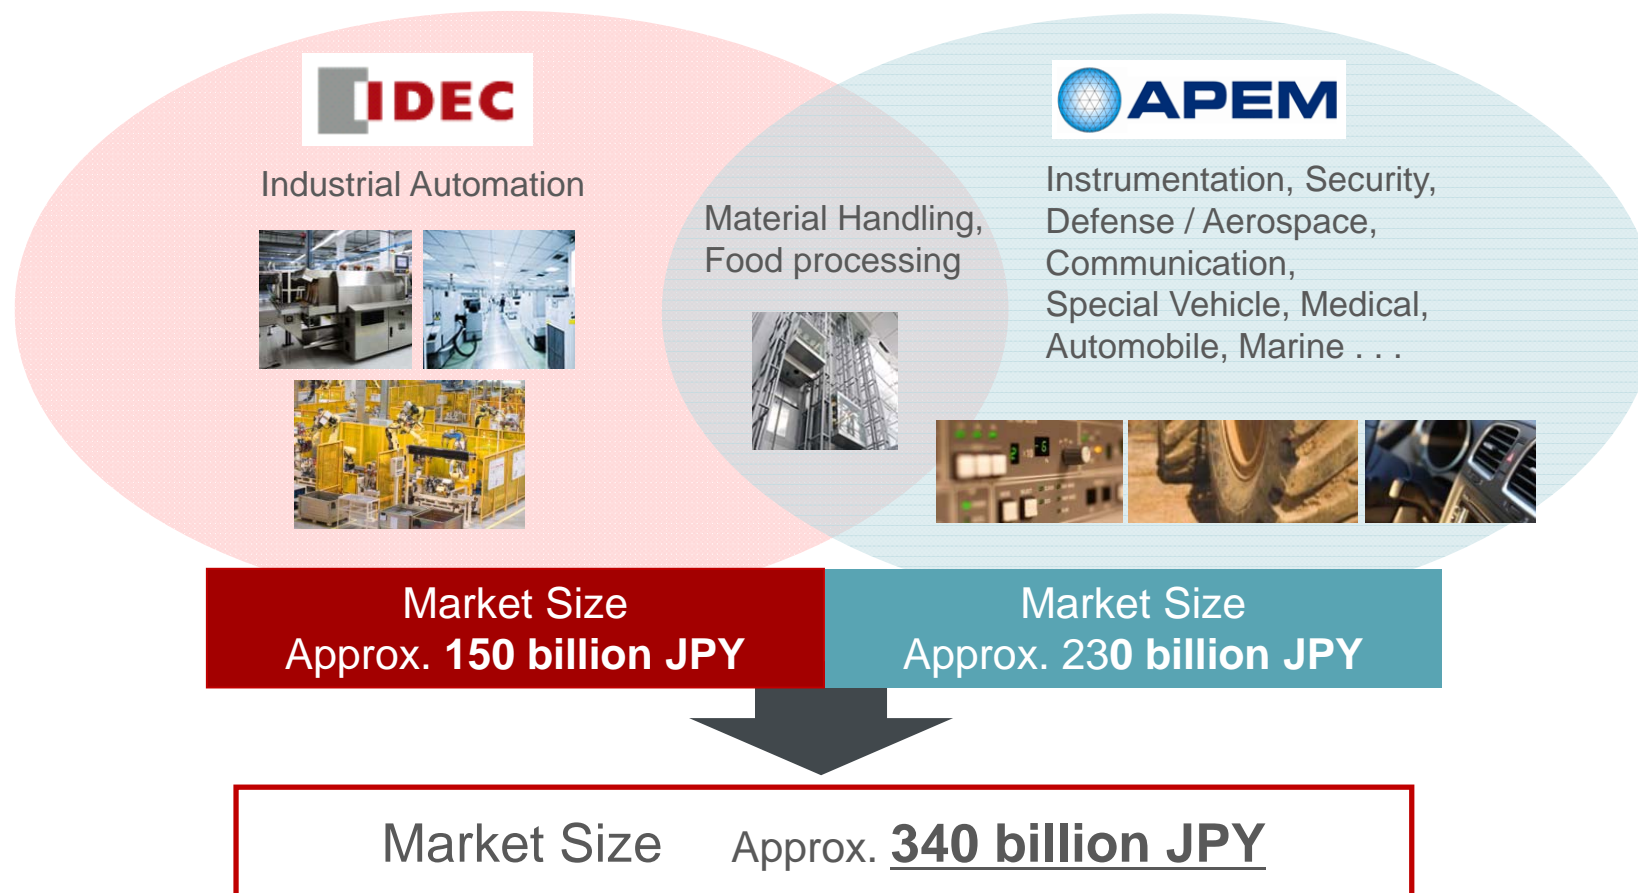 IDEC
Industrial Automation
Material Handling,
Food processing
APEM
Instrumentation, Security,
Defense / Aerospace,
Communication,
Special Vehicle, Medical,
Automobile, Marine . . .
Market Size
Approx. 150 billion JPY
Market Size
Approx. 230 billion JPY
Market Size Approx. 340 billion JPY